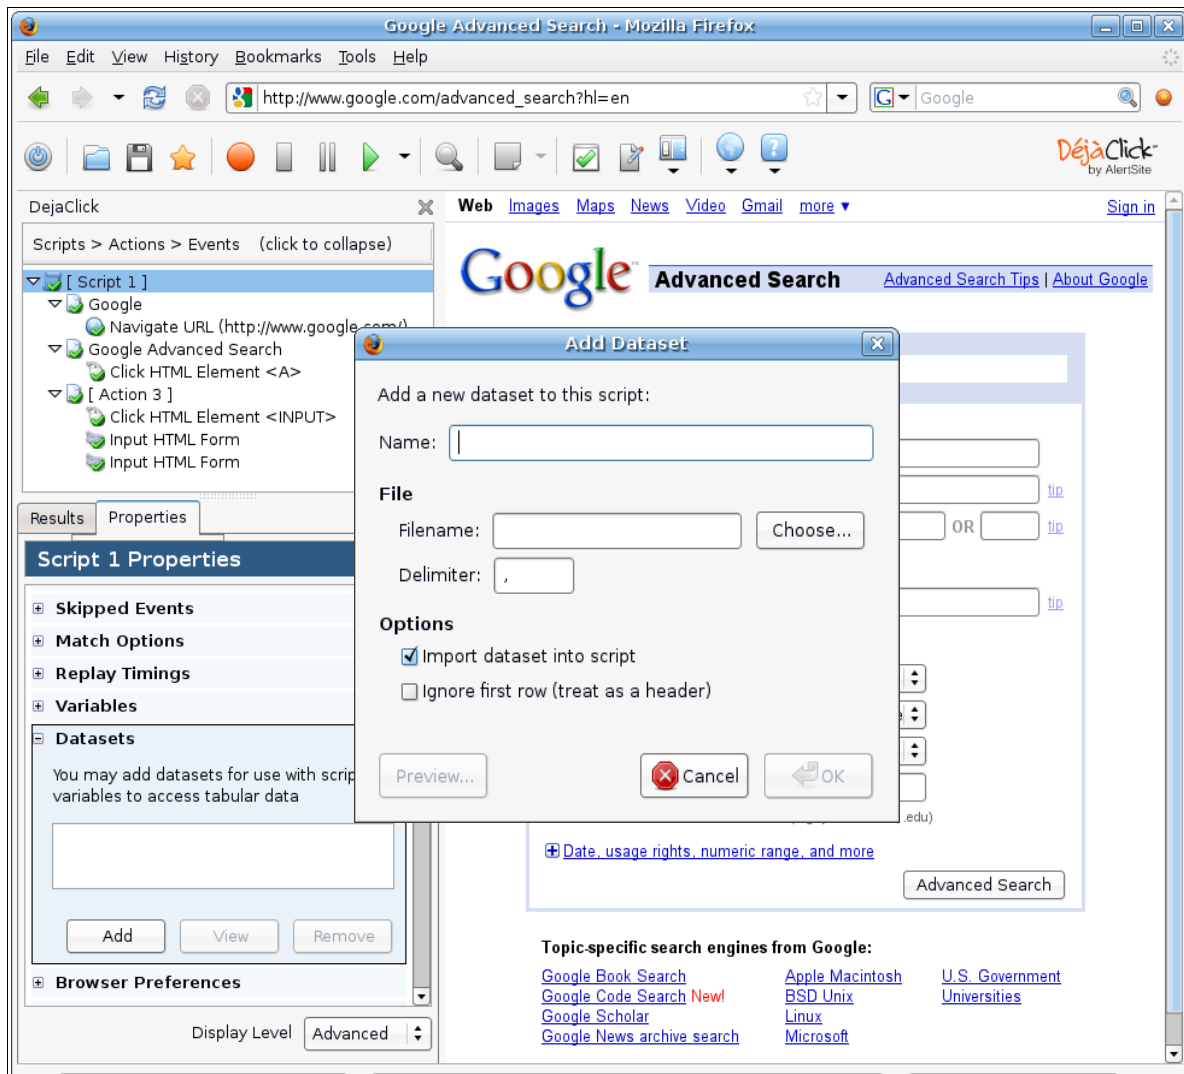 Google Advanced Search - Mozilla Firefox
File Edit View History Bookmarks Tools Help
http://www.google.com/advanced_search?hl=en
G Google
DéjàClick
by AlertSite
DejaClick
Scripts > Actions > Events (click to collapse)
[ Script 1 ]
Google
Navigate URL (http://www.google.com/)
Google Advanced Search
Click HTML Element <A>
[ Action 3 ]
Click HTML Element <INPUT>
Input HTML Form
Input HTML Form
Results Properties
Script 1 Properties
Skipped Events
Match Options
Replay Timings
Variables
Datasets
You may add datasets for use with scrip
variables to access tabular data
Add View Remove
Browser Preferences
Display Level Advanced
Web Images Maps News Video Gmail more ▼ Sign in
Google™ Advanced Search Advanced Search Tips | About Google
Add Dataset
Add a new dataset to this script:
Name:
File
Filename: Choose...
Delimiter: ,
Options
Import dataset into script
Ignore first row (treat as a header)
Preview... Cancel OK
tip
OR tip
tip
.edu)
Date, usage rights, numeric range, and more
Advanced Search
Topic-specific search engines from Google:
Google Book Search Apple Macintosh U.S. Government
Google Code Search New! BSD Unix Universities
Google Scholar Linux
Google News archive search Microsoft